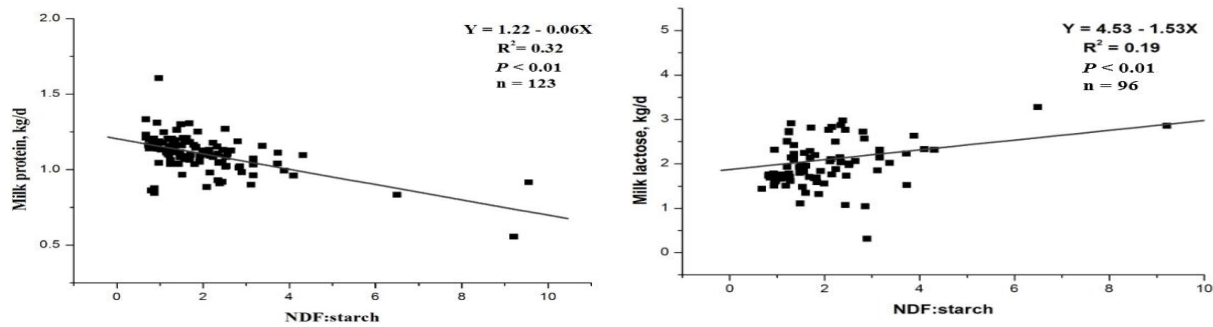 Y = 1.22 - 0.06X
R² = 0.32
P < 0.01
n = 123
2.0
1.5
1.0
0.5
Milk protein, kg/d
0 2 4 6 8 10
NDF:starch
Y = 4.53 - 1.53X
R² = 0.19
P < 0.01
n = 96
5
4
3
2
1
0
Milk lactose, kg/d
0 2 4 6 8 10
NDF:starch